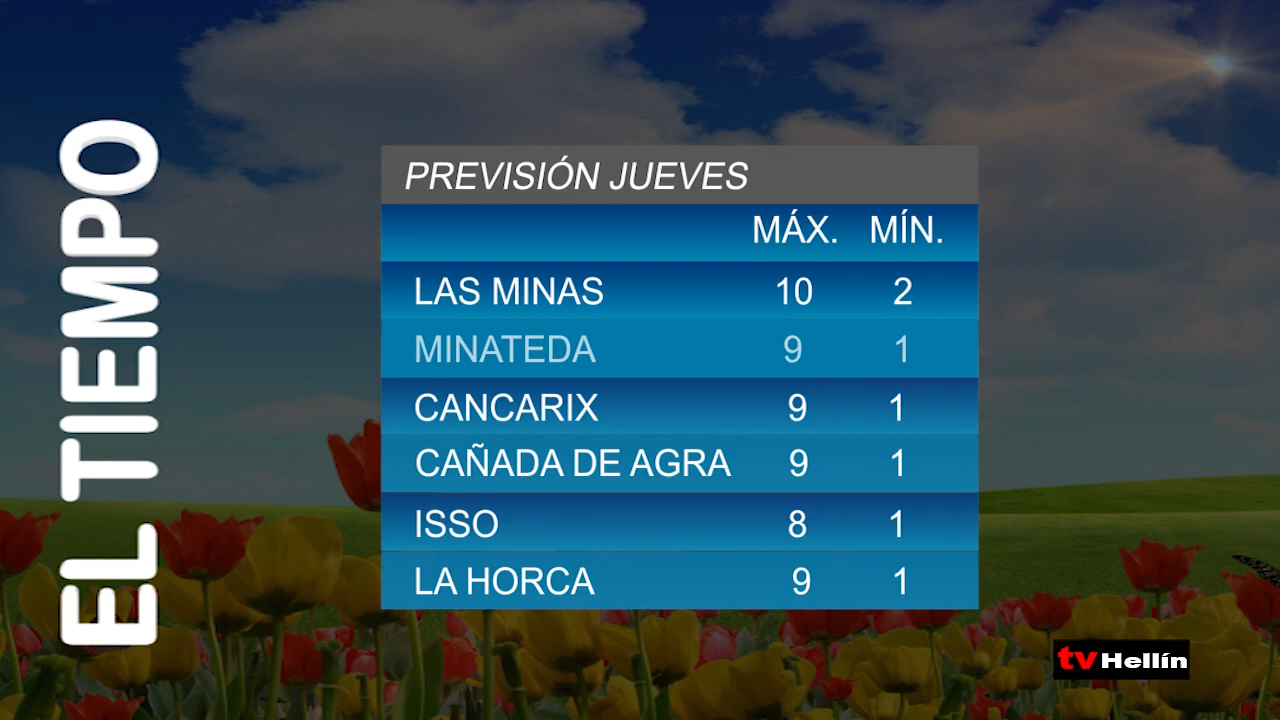 EL TIEMPO
PREVISIÓN JUEVES
MÁX. MÍN.
LAS MINAS 10 2
MINATEDA 9 1
CANCARIX 9 1
CAÑADA DE AGRA 9 1
ISSO 8 1
LA HORCA 9 1
tv Hellín